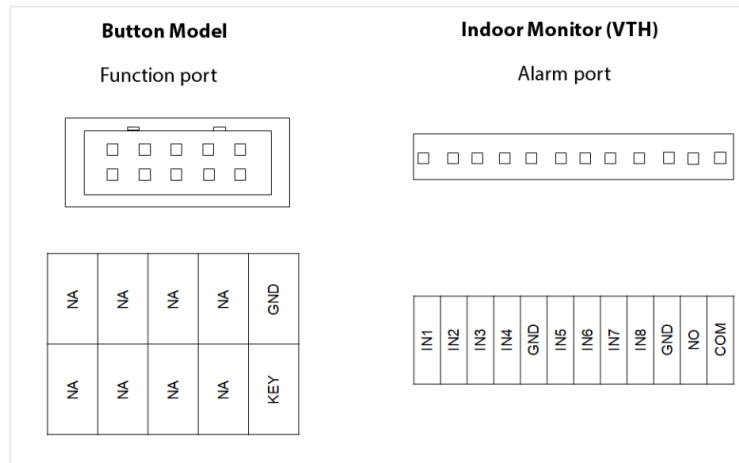 Button Model
Function port
NA NA NA NA GND
NA NA NA NA KEY
Indoor Monitor (VTH)
Alarm port
IN1 IN2 IN3 IN4 GND IN5 IN6 IN7 IN8 GND NO COM